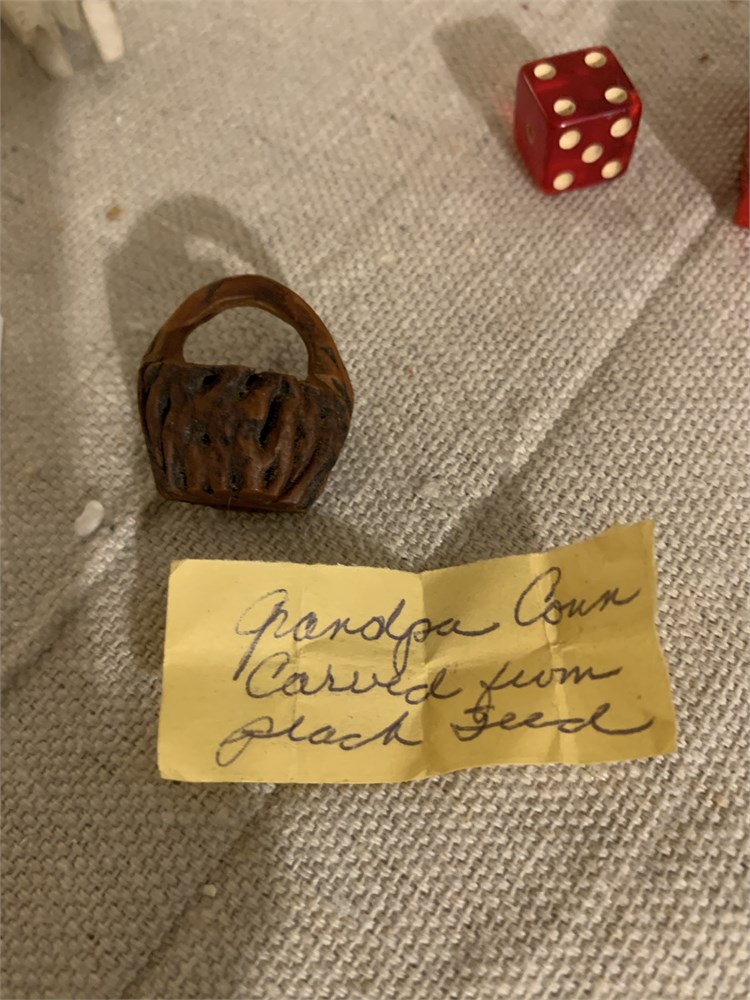 Grandpa Coun
Carved from
peach seed